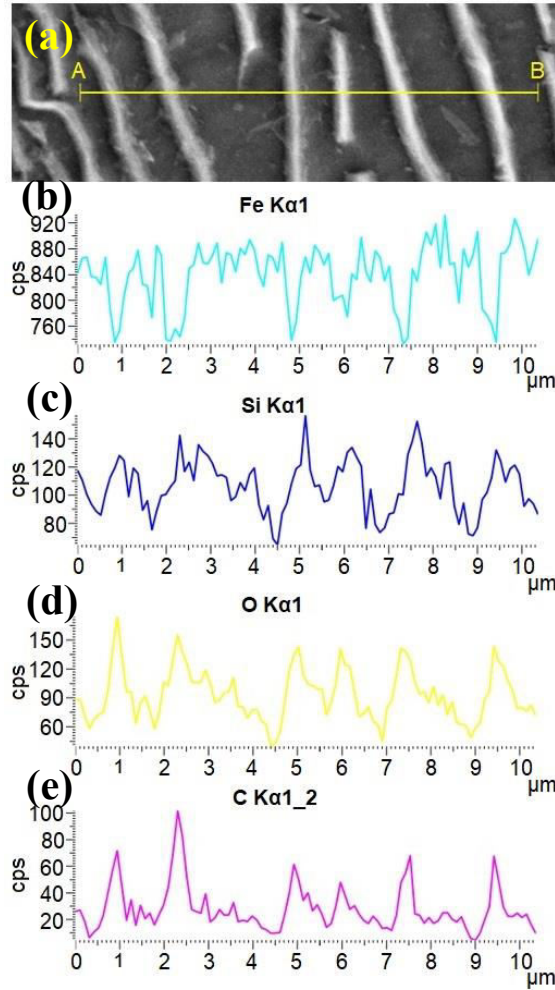 (a)
A B
(b)
Fe Kα1
920
880
840
800
760
cps
0 1 2 3 4 5 6 7 8 9 10
µm
(c)
Si Kα1
140
120
100
80
cps
0 1 2 3 4 5 6 7 8 9 10
µm
(d)
O Kα1
150
120
90
60
cps
0 1 2 3 4 5 6 7 8 9 10
µm
(e)
C Kα1_2
100
80
60
40
20
cps
0 1 2 3 4 5 6 7 8 9 10
µm